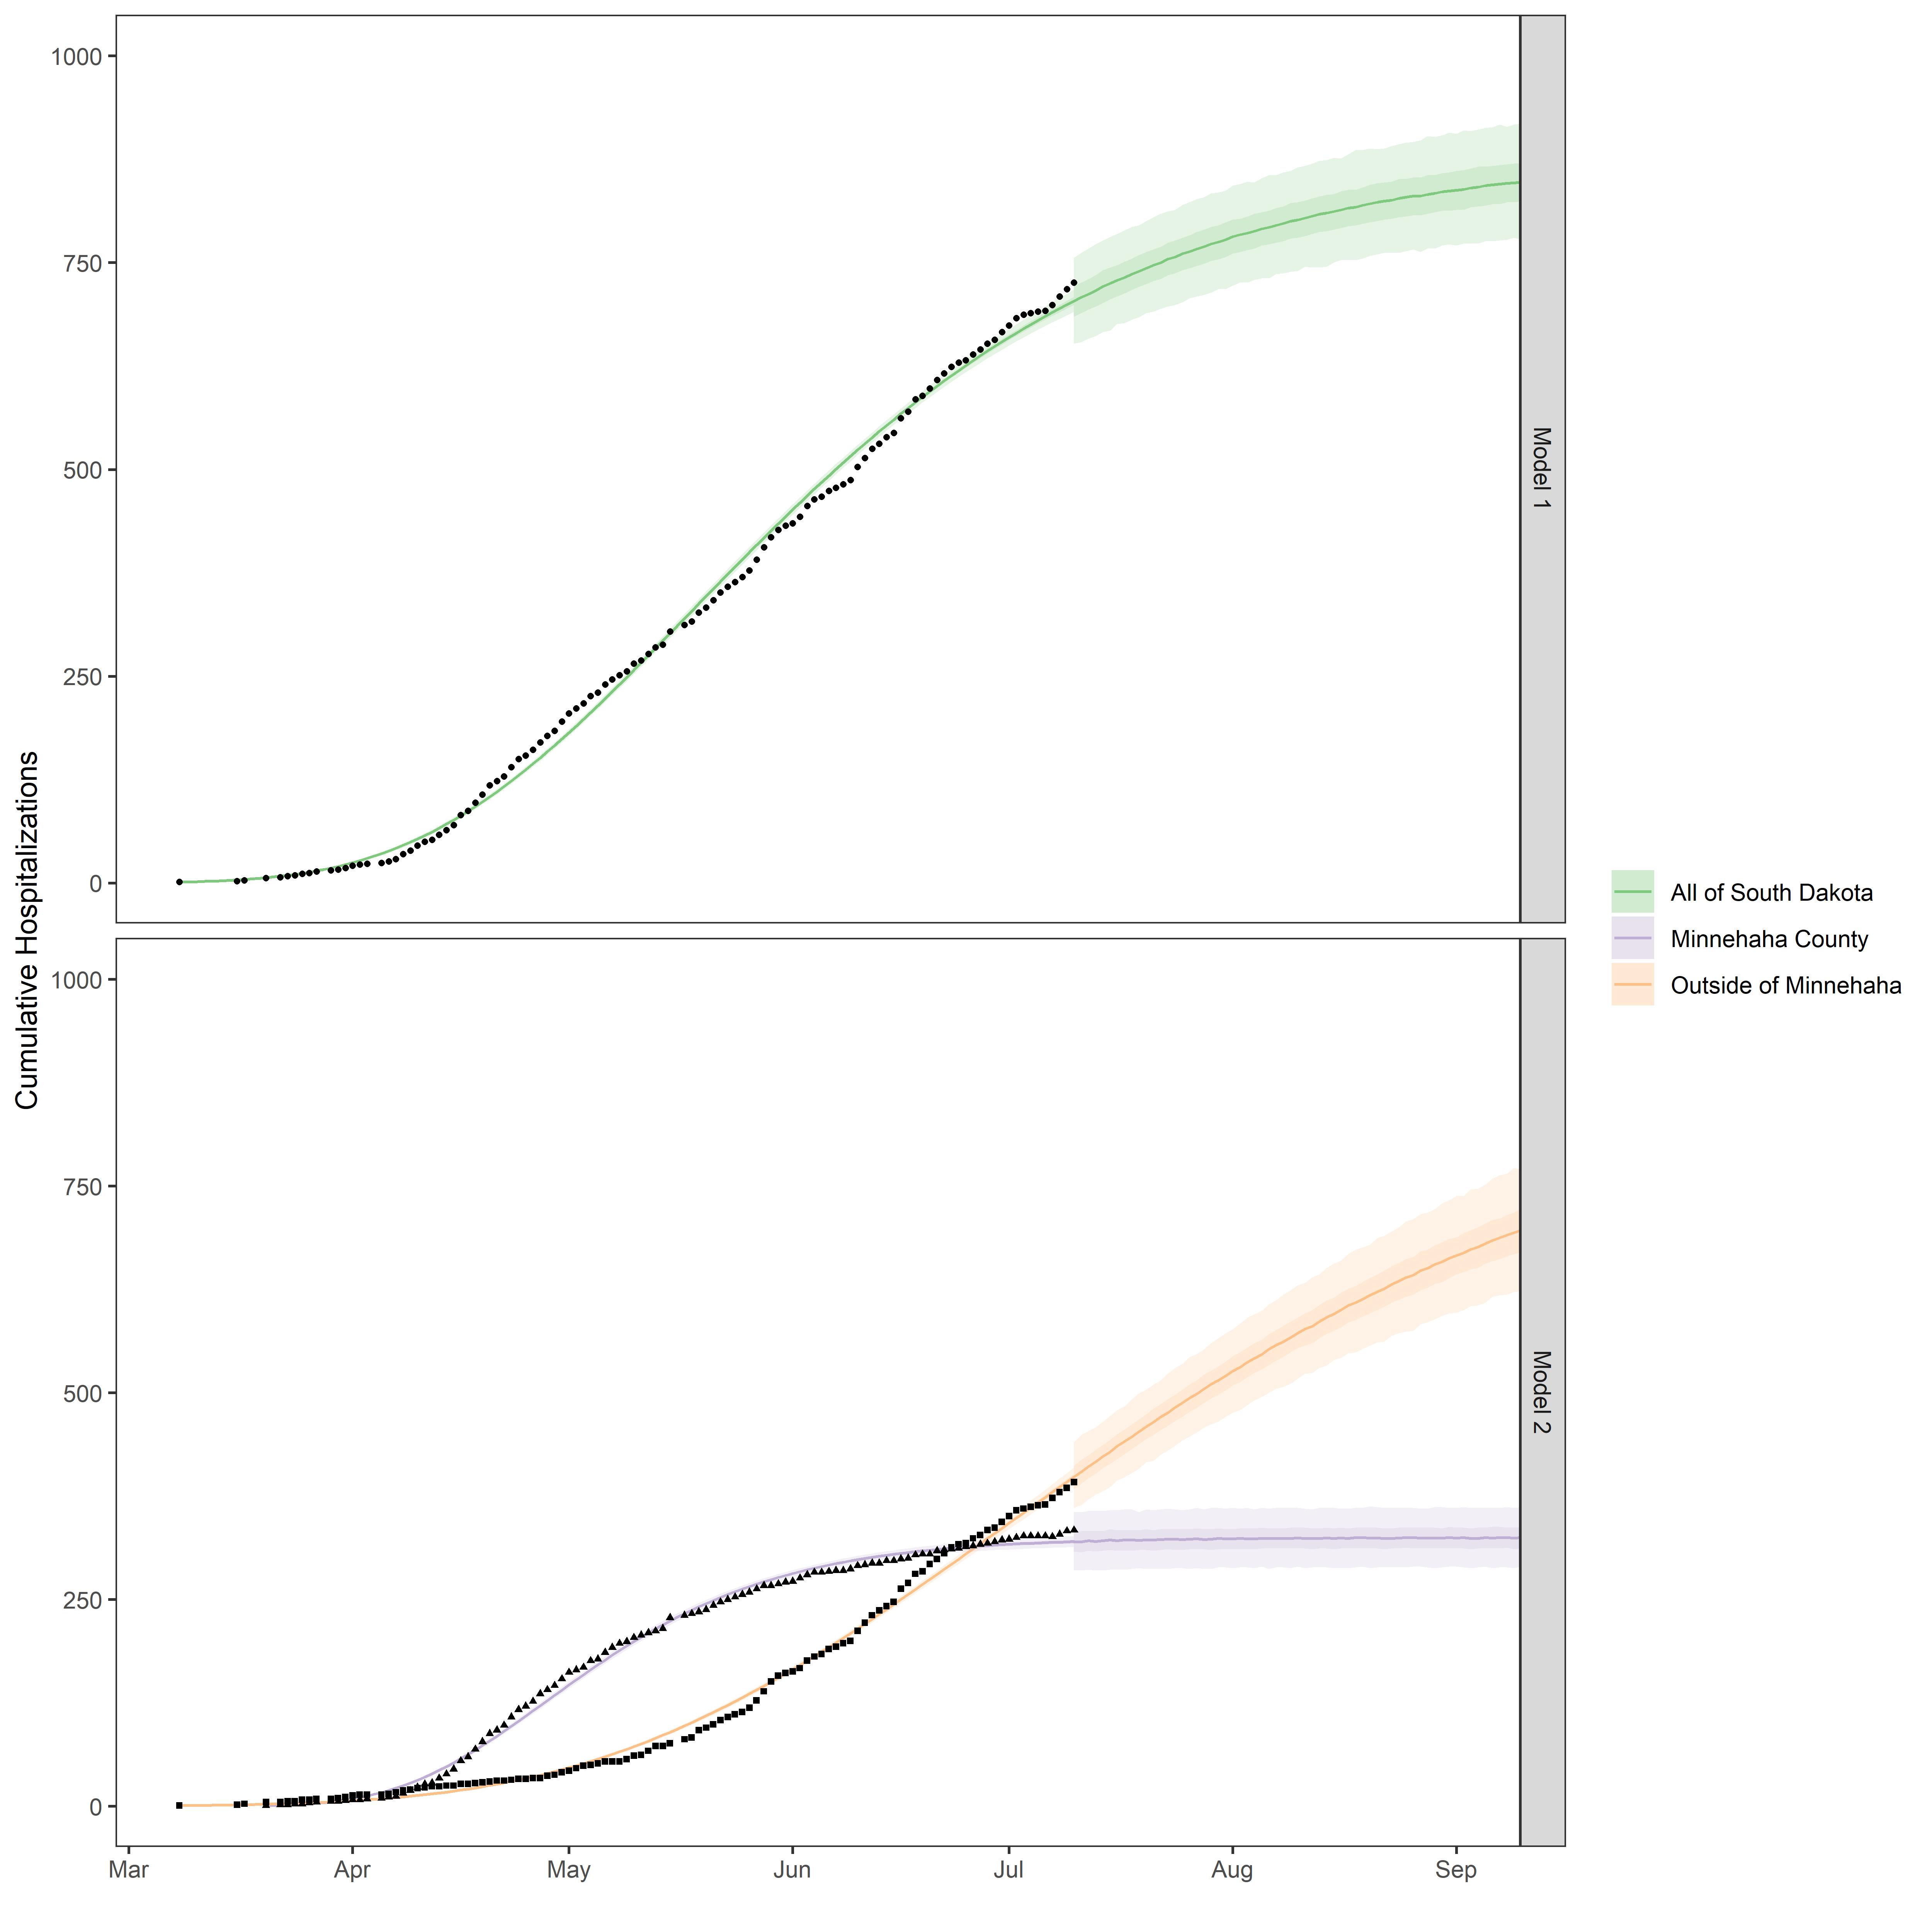 Cumulative Hospitalizations
1000
750
500
250
0
Model 1
1000
750
500
250
0
Model 2
Mar Apr May Jun Jul Aug Sep
All of South Dakota
Minnehaha County
Outside of Minnehaha